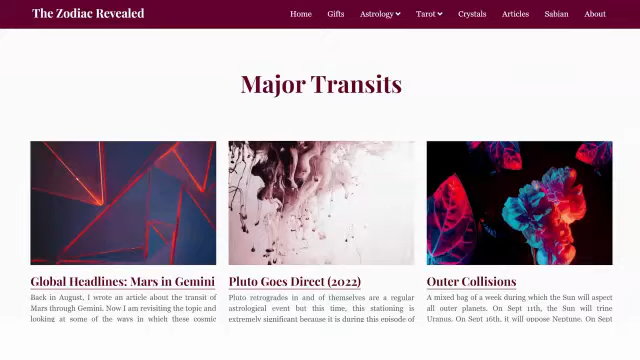 The Zodiac Revealed
Home Gifts Astrology Tarot Crystals Articles Sabian About
Major Transits
Global Headlines: Mars in Gemini
Back in August, I wrote an article about the transit of
Mars through Gemini. Now I am revisiting the topic and
looking at some of the ways in which these cosmic
Pluto Goes Direct (2022)
Pluto retrogrades in and of themselves are a regular
astrological event but this time, this stationing is
extremely significant because it is during this episode of
Outer Collisions
A mixed bag of a week during which the Sun will aspect
all outer planets. On Sept 11th, the Sun will trine
Uranus. On Sept 16th, it will oppose Neptune. On Sept